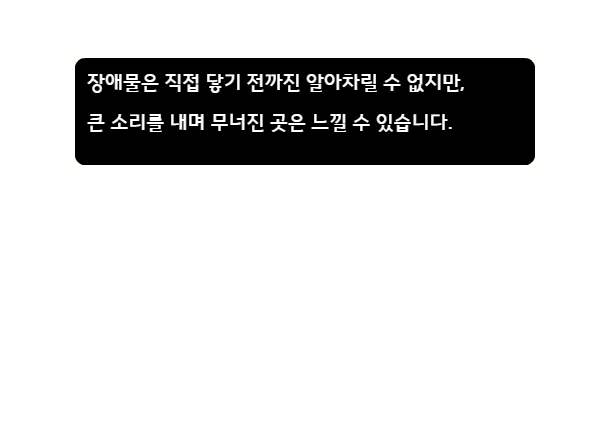 장애물은 직접 닿기 전까진 알아차릴 수 없지만,
큰 소리를 내며 무너진 곳은 느낄 수 있습니다.